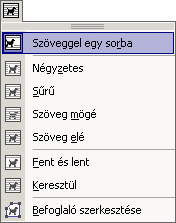 Szöveggel egy sorba
Négyzetes
Sűrű
Szöveg mögé
Szöveg elé
Fent és lent
Keresztül
Befoglaló szerkesztése